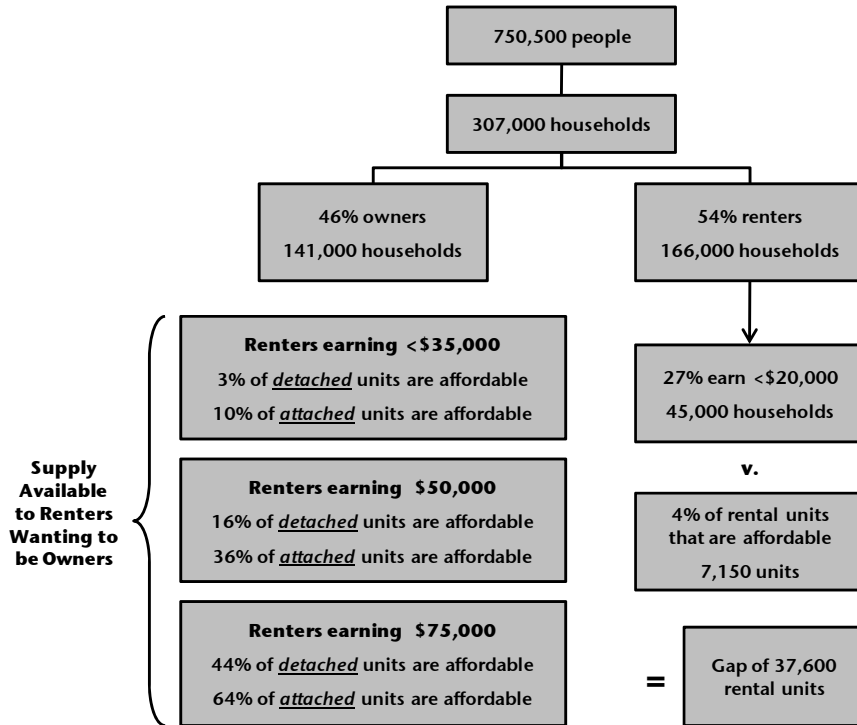 750,500 people
307,000 households
46% owners
141,000 households
54% renters
166,000 households
Supply
Available
to Renters
Wanting to
be Owners
Renters earning <$35,000
3% of detached units are affordable
10% of attached units are affordable
Renters earning $50,000
16% of detached units are affordable
36% of attached units are affordable
Renters earning $75,000
44% of detached units are affordable
64% of attached units are affordable
27% earn <$20,000
45,000 households
v.
4% of rental units
that are affordable
7,150 units
=
Gap of 37,600
rental units